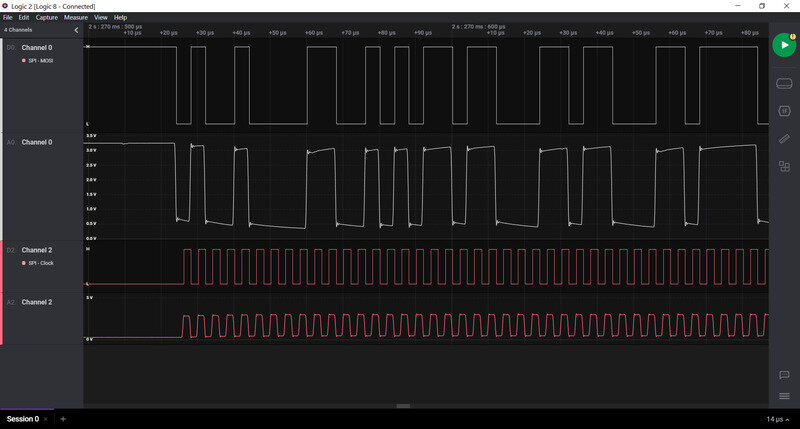 Logic 2 [Logic 8 - Connected]
File Edit Capture Measure View Help
4 Channels
2 s : 270 ms : 500 µs 2 s : 270 ms : 600 µs
+10 µs +20 µs +30 µs +40 µs +50 µs +60 µs +70 µs +80 µs +90 µs +10 µs +20 µs +30 µs +40 µs +50 µs +60 µs +70 µs +80 µs
D0 Channel 0
SPI - MOSI
H
L
A0 Channel 0
3.5 V
3.0 V
2.5 V
2.0 V
1.5 V
1.0 V
0.5 V
0.0 V
D2 Channel 2
SPI - Clock
H
L
A2 Channel 2
5 V
0 V
Session 0
14 µs